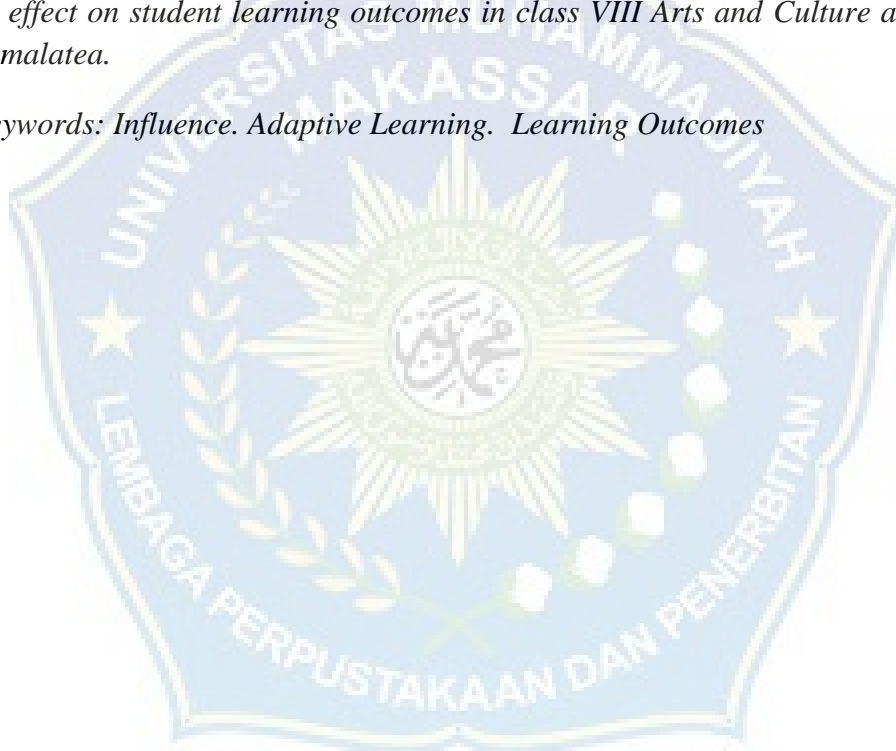 effect on student learning outcomes in class VIII Arts and Culture a
malatea.
ywords: Influence. Adaptive Learning. Learning Outcomes
UNIVERSITAS MUHAMMADIYAH
MAKASSAR
LEMBAGA PERPUSTAKAAN DAN PENERBITAN